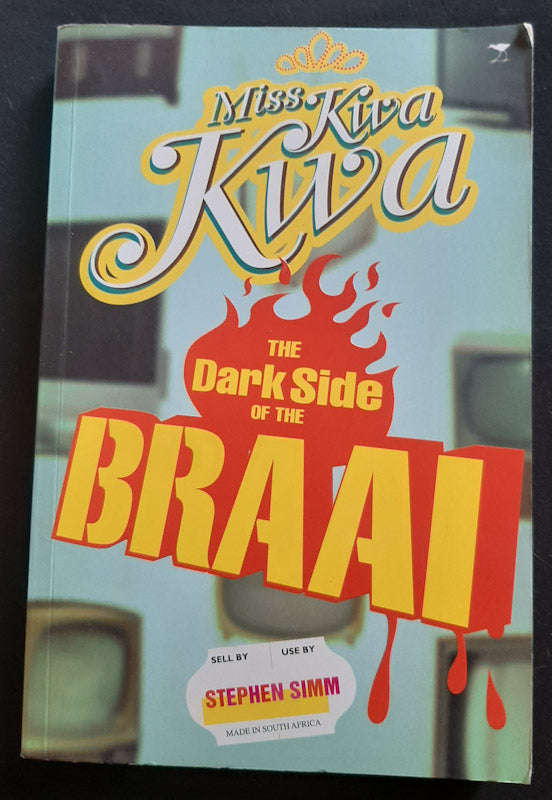 Miss Kwa
Kwa
THE
Dark Side
OF THE
BRAAI
SELL BY
USE BY
STEPHEN SIMM
MADE IN SOUTH AFRICA